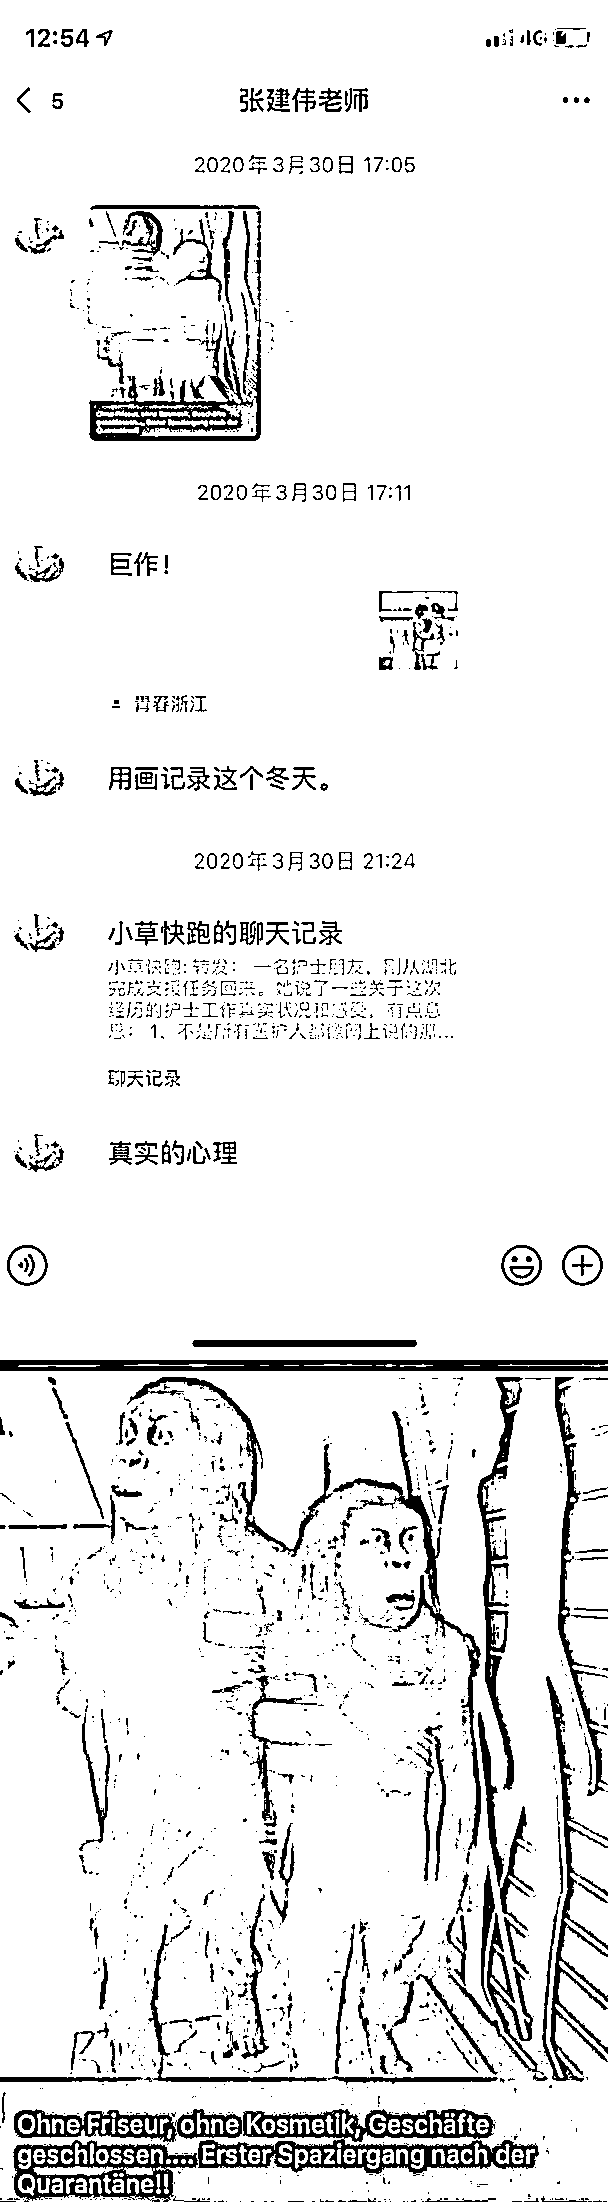 12:54 4G
5 张建伟老师
2020年3月30日 17:05
2020年3月30日 17:11
巨作！
青春浙江
用画记录这个冬天。
2020年3月30日 21:24
小草快跑的聊天记录
小草快跑: 转发： 一名护士朋友，刚从湖北
完成支援任务回来。她说了一些关于这次
经历的护士工作真实状况和感受，有点意
思： 1、不是所有医护人都像网上说的那...
聊天记录
真实的心理
Ohne Friseur, ohne Kosmetik, Geschäfte
geschlossen.... Erster Spaziergang nach der
Quarantäne!!